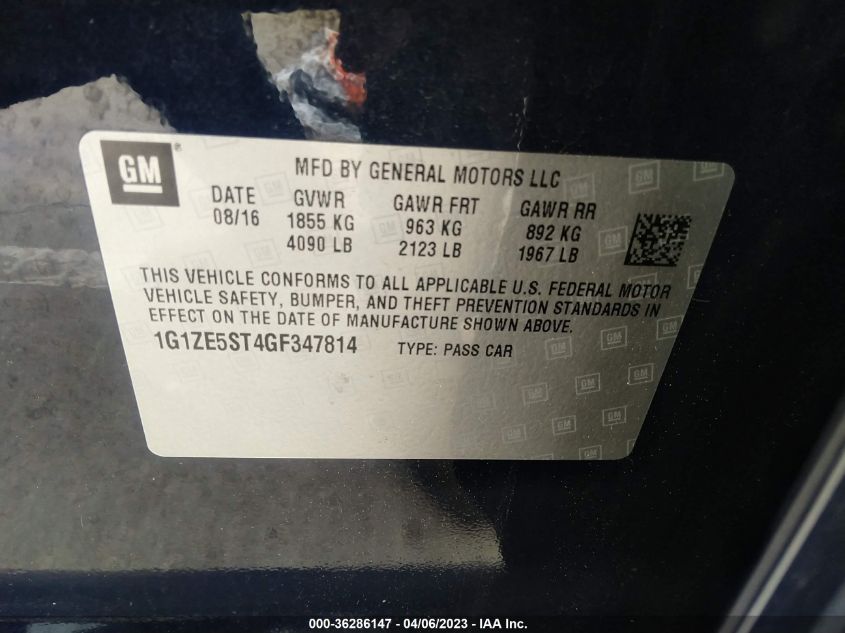 GM
MFD BY GENERAL MOTORS LLC
DATE GVWR GAWR FRT GAWR RR
08/16 1855 KG 963 KG 892 KG
4090 LB 2123 LB 1967 LB
THIS VEHICLE CONFORMS TO ALL APPLICABLE U.S. FEDERAL MOTOR
VEHICLE SAFETY, BUMPER, AND THEFT PREVENTION STANDARDS IN
EFFECT ON THE DATE OF MANUFACTURE SHOWN ABOVE.
1G1ZE5ST4GF347814 TYPE: PASS CAR
000-36286147 - 04/06/2023 - IAA Inc.